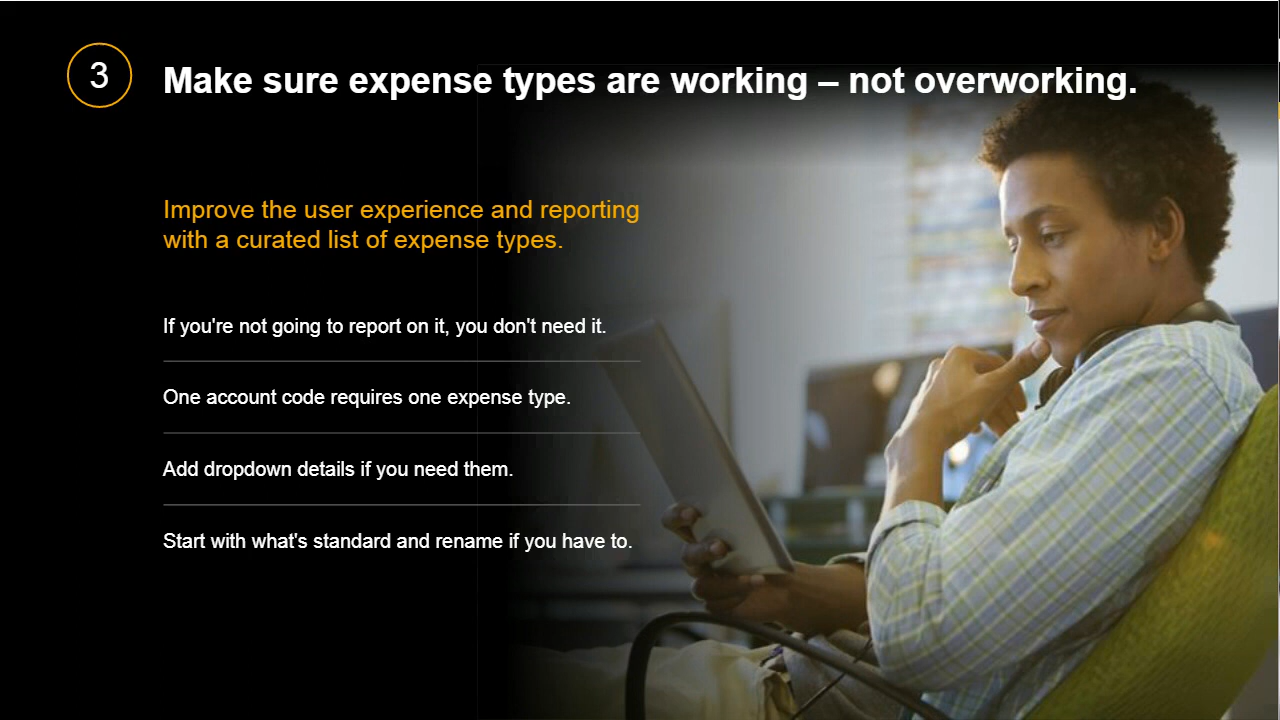 3
Make sure expense types are working – not overworking.
Improve the user experience and reporting
with a curated list of expense types.
If you're not going to report on it, you don't need it.
One account code requires one expense type.
Add dropdown details if you need them.
Start with what's standard and rename if you have to.